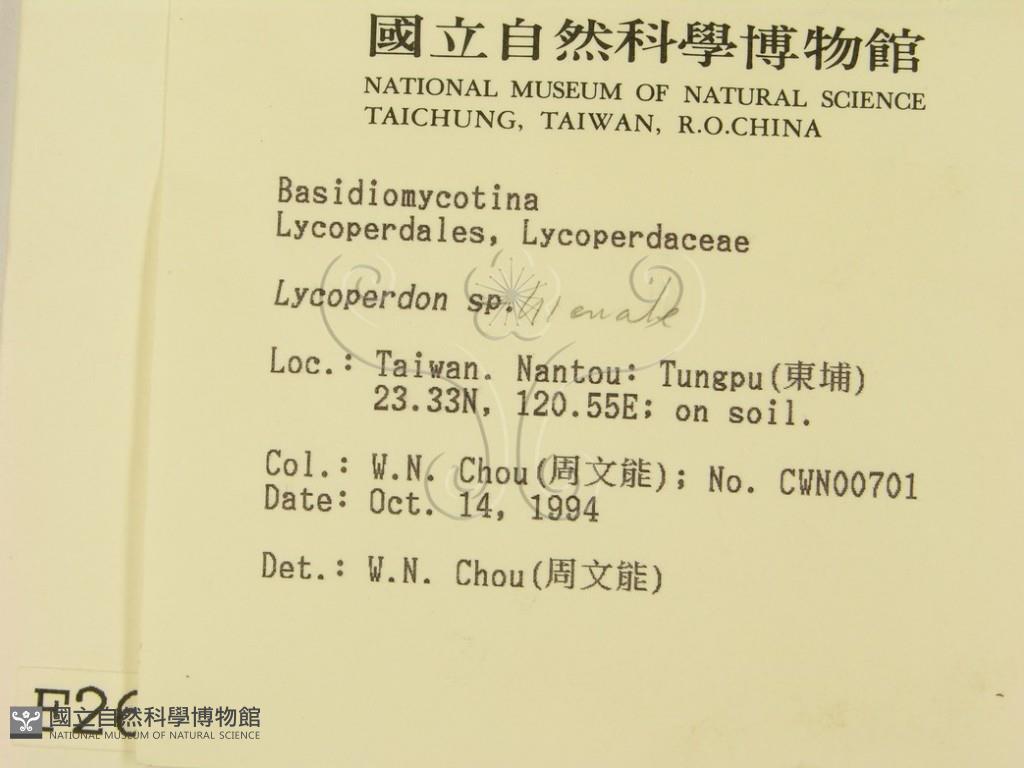 國立自然科學博物館
NATIONAL MUSEUM OF NATURAL SCIENCE
TAICHUNG, TAIWAN, R.O.CHINA
Basidiomycotina
Lycoperdales, Lycoperdaceae
Lycoperdon sp.
Loc.: Taiwan. Nantou: Tungpu(東埔)
23.33N, 120.55E; on soil.
Col.: W.N. Chou(周文能); No. CWN00701
Date: Oct. 14, 1994
Det.: W.N. Chou(周文能)
F26
國立自然科學博物館
NATIONAL MUSEUM OF NATURAL SCIENCE